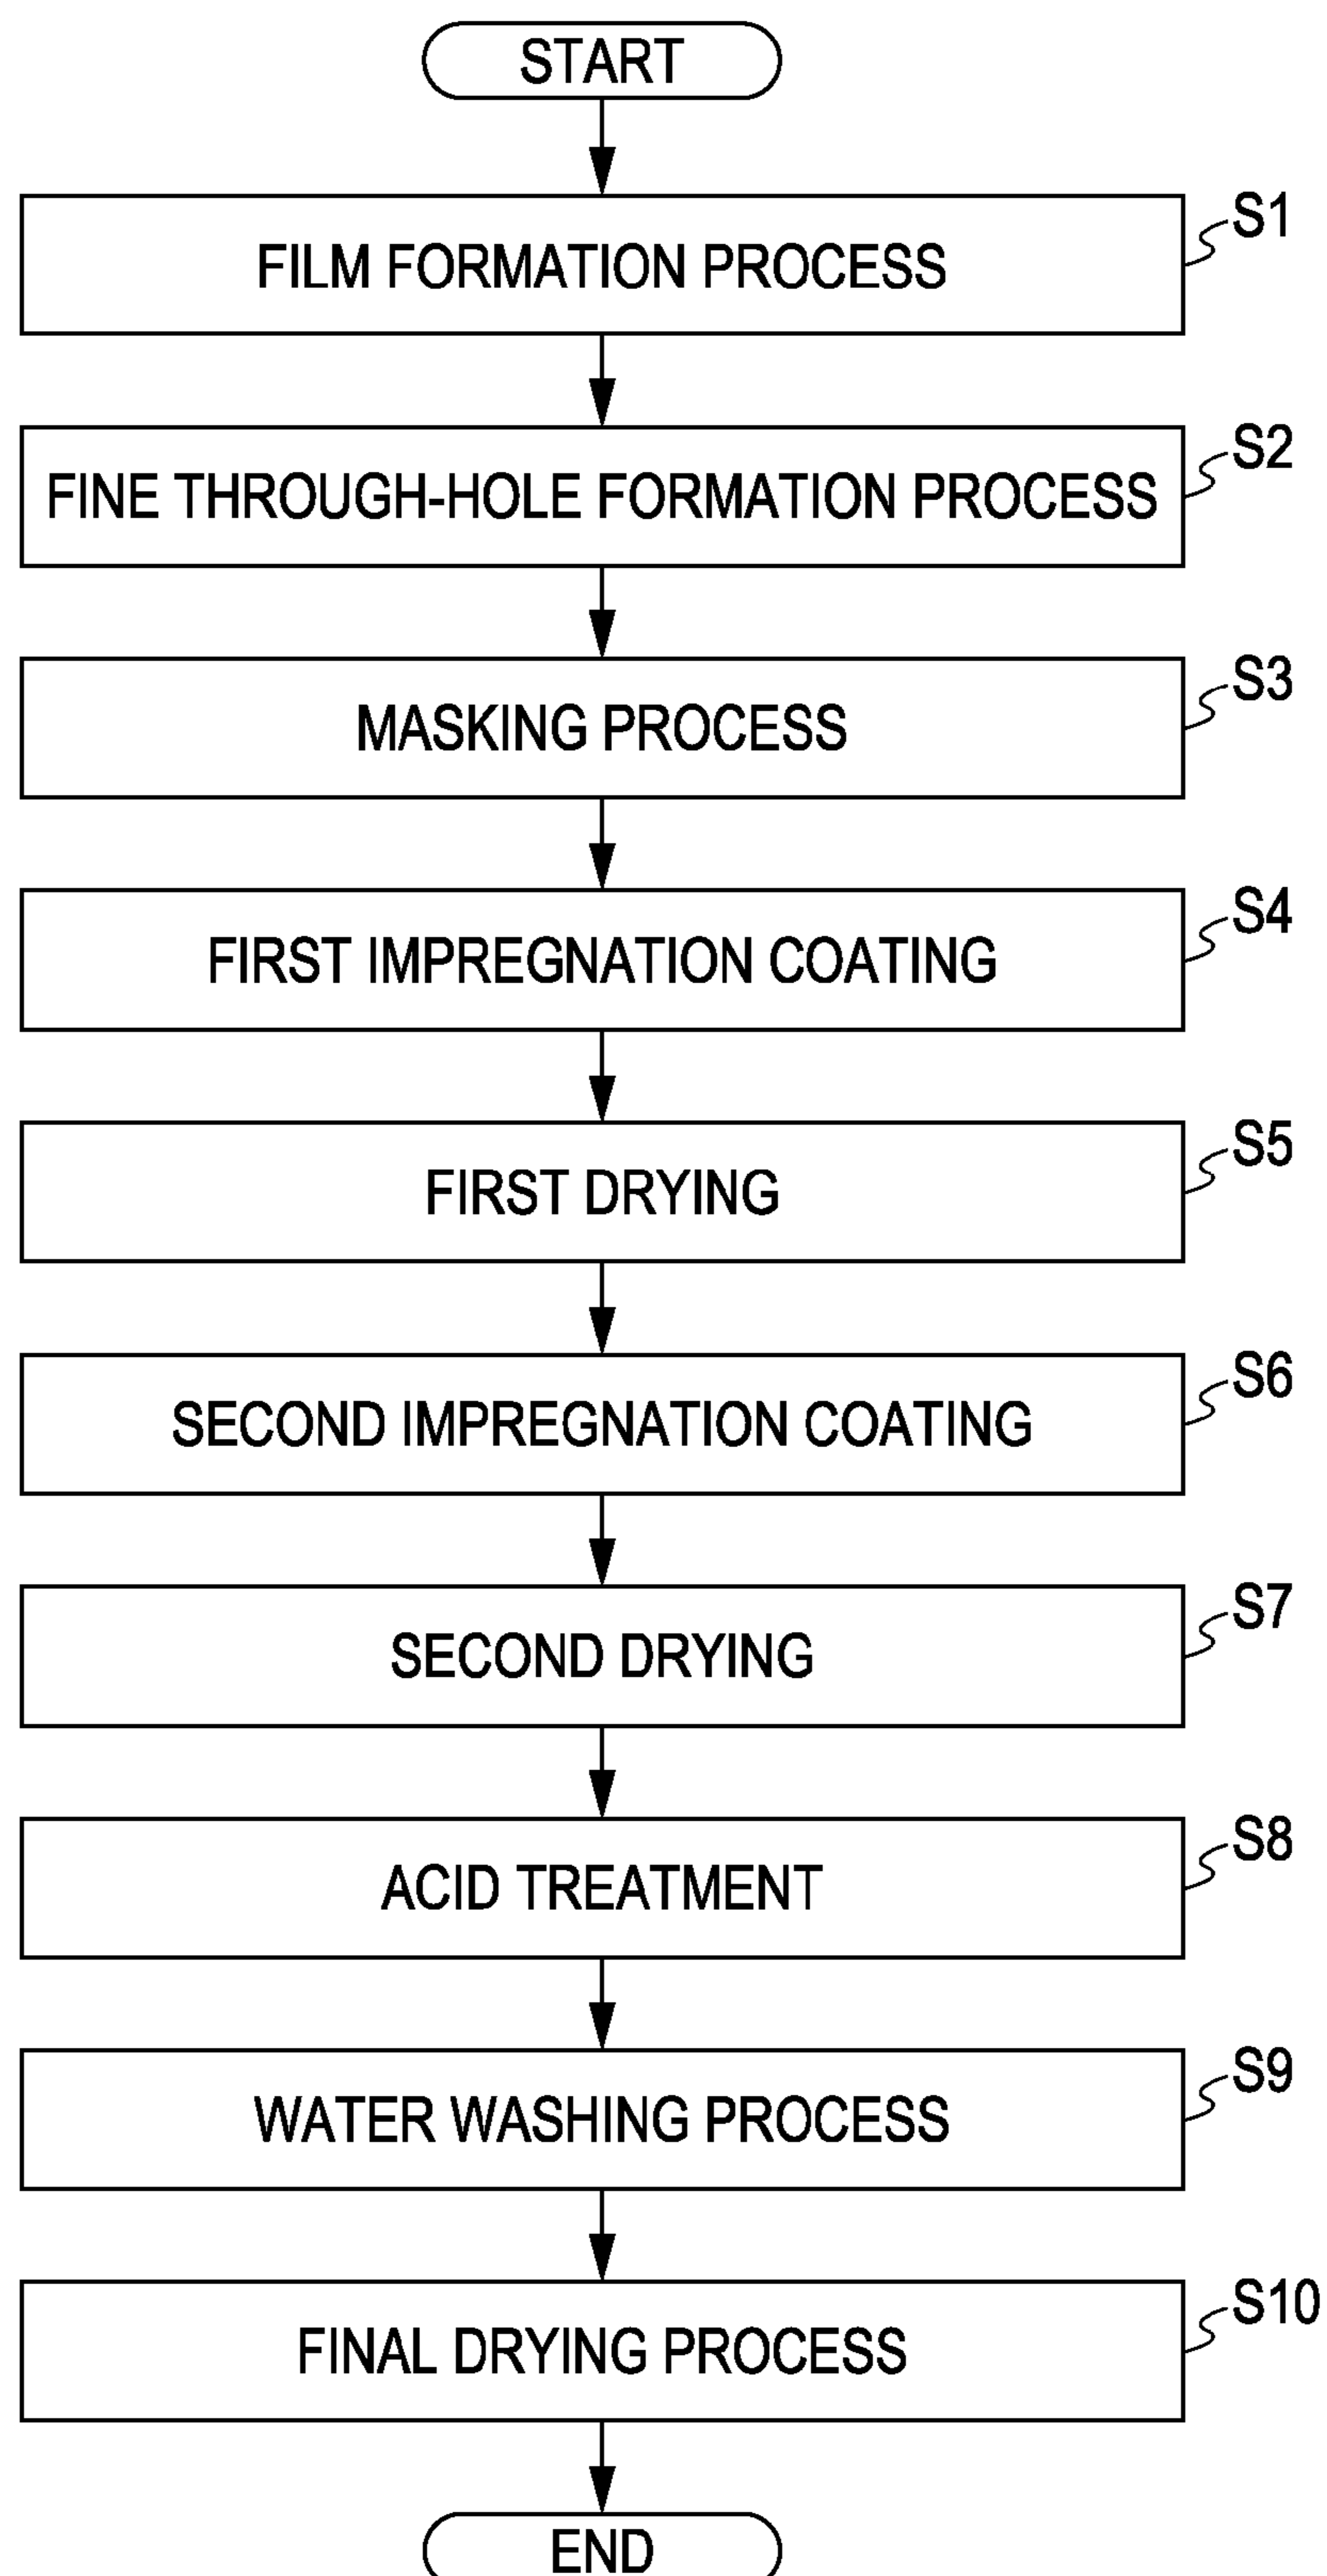 START
FILM FORMATION PROCESS
S1
FINE THROUGH-HOLE FORMATION PROCESS
S2
MASKING PROCESS
S3
FIRST IMPREGNATION COATING
S4
FIRST DRYING
S5
SECOND IMPREGNATION COATING
S6
SECOND DRYING
S7
ACID TREATMENT
S8
WATER WASHING PROCESS
S9
FINAL DRYING PROCESS
S10
END